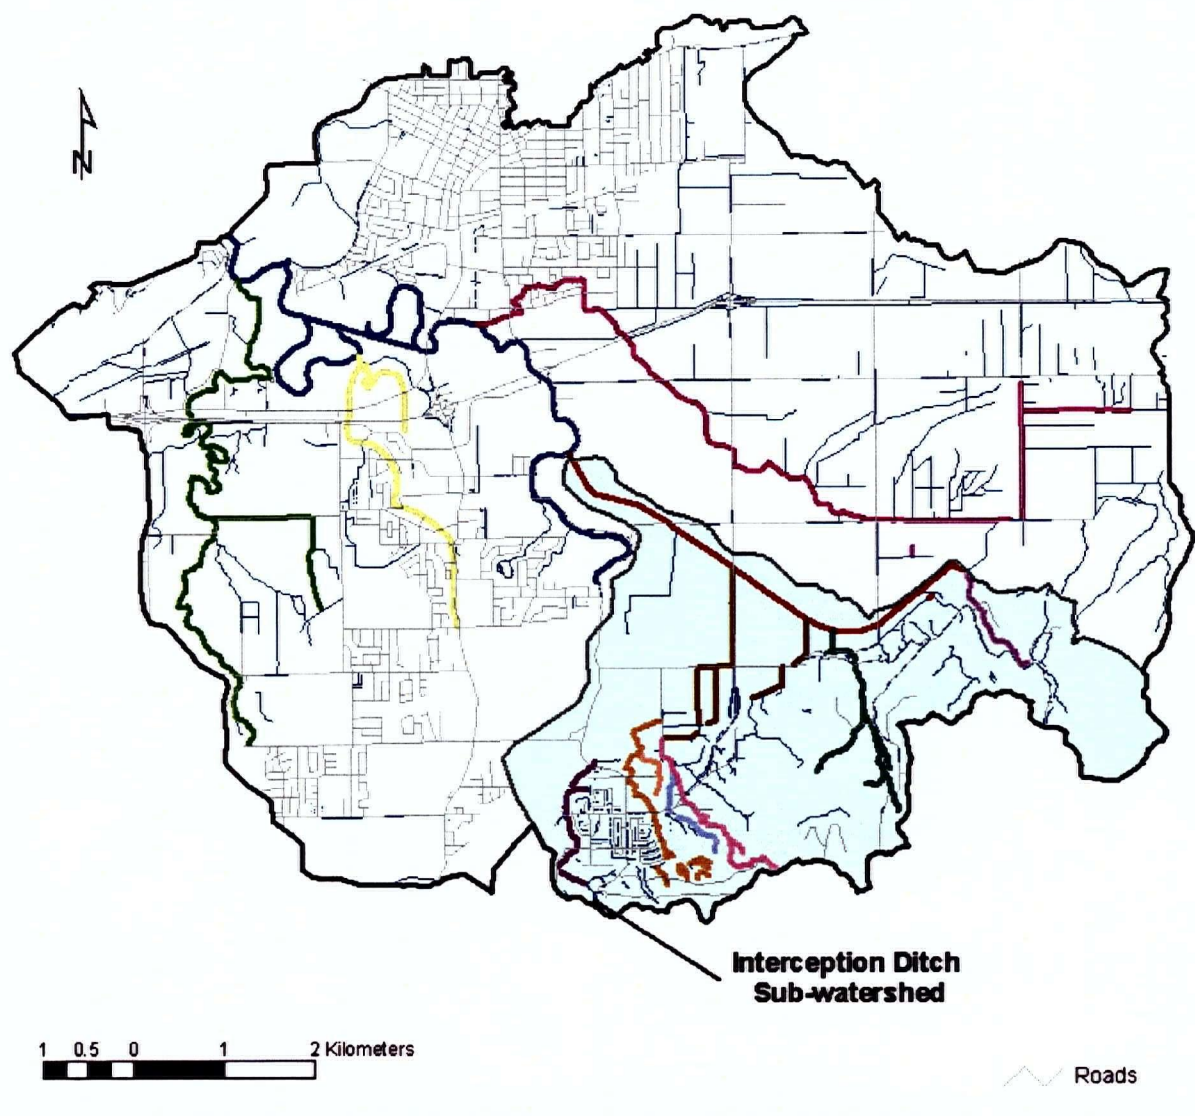 N
Interception Ditch
Sub-watershed
1 0.5 0 1 2 Kilometers
Roads